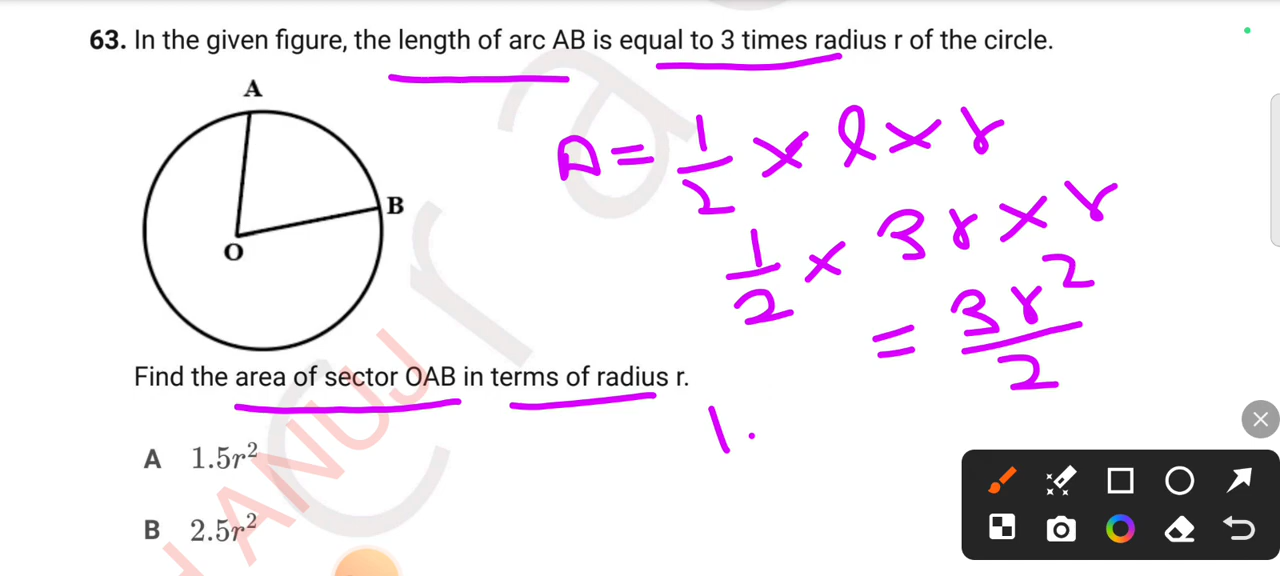 63. In the given figure, the length of arc AB is equal to 3 times radius r of the circle.
A
B
O
A = 1/2 × l × r
1/2 × 3r × r
= 3r²/2
Find the area of sector OAB in terms of radius r.
1.
A 1.5r²
B 2.5r²
ANUJ